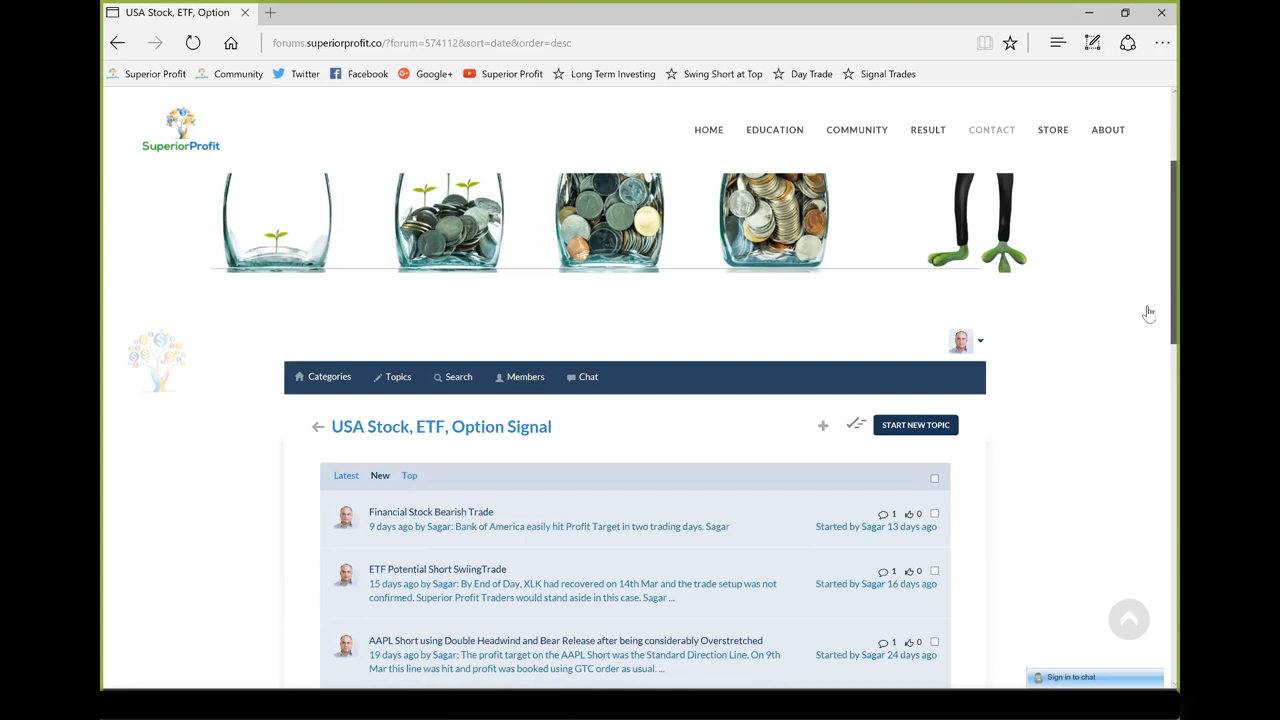 USA Stock, ETF, Option
forums.superiorprofit.co/?forum=574112&sort=date&order=desc
Superior Profit Community Twitter Facebook Google+ Superior Profit Long Term Investing Swing Short at Top Day Trade Signal Trades
SuperiorProfit
HOME EDUCATION COMMUNITY RESULT CONTACT STORE ABOUT
Categories Topics Search Members Chat
USA Stock, ETF, Option Signal
START NEW TOPIC
Latest New Top
Financial Stock Bearish Trade
1 0
9 days ago by Sagar: Bank of America easily hit Profit Target in two trading days. Sagar
Started by Sagar 13 days ago
ETF Potential Short SwiingTrade
1 0
15 days ago by Sagar: By End of Day, XLK had recovered on 14th Mar and the trade setup was not
confirmed. Superior Profit Traders would stand aside in this case. Sagar ...
Started by Sagar 16 days ago
AAPL Short using Double Headwind and Bear Release after being considerably Overstretched
1 0
19 days ago by Sagar: The profit target on the AAPL Short was the Standard Direction Line. On 9th
Mar this line was hit and profit was booked using GTC order as usual. ...
Started by Sagar 24 days ago
Sign in to chat